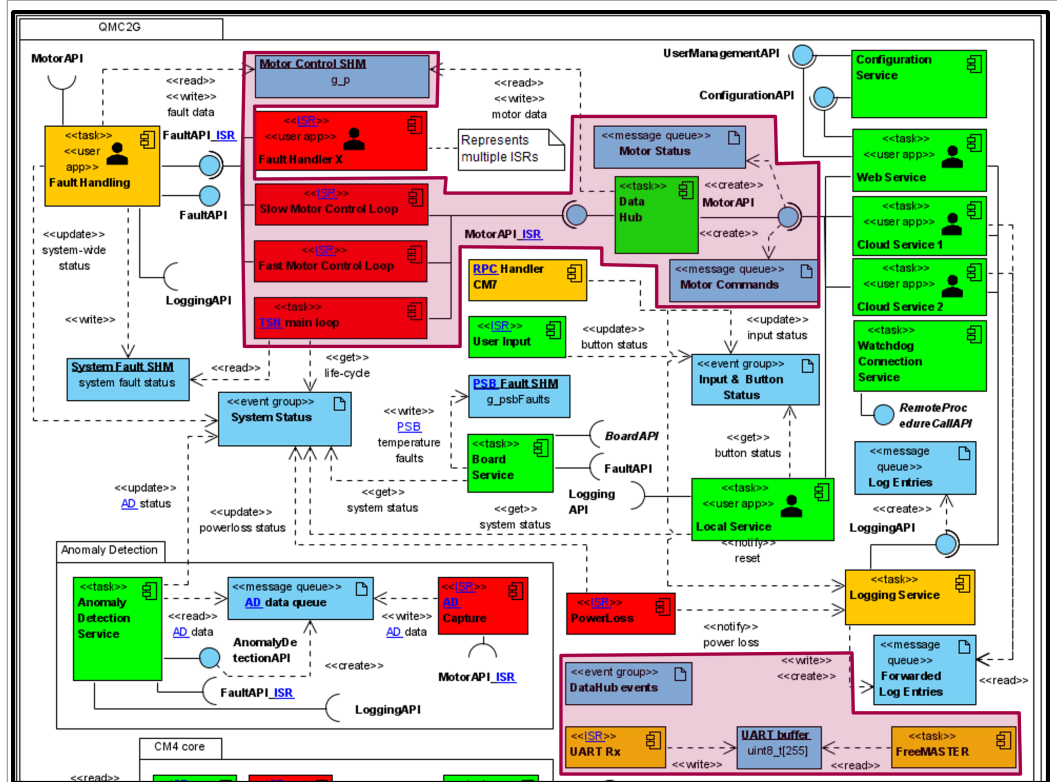 QMC2G
MotorAPI
<<read>>
<<write>>
fault data
Motor Control SHM
g_p
<<read>>
<<write>>
motor data
UserManagementAPI
ConfigurationAPI
Configuration
Service
<<task>>
<<user
app>>
Fault Handling
FaultAPI_ISR
FaultAPI
<<ISR>>
<<user app>>
Fault Handler X
Represents
multiple ISRs
<<message queue>>
Motor Status
<<task>>
<<user app>>
Web Service
<<ISR>>
Slow Motor Control Loop
<<task>>
Data
Hub
<<create>>
MotorAPI
<<create>>
MotorAPI_ISR
<<task>>
<<user app>>
Cloud Service 1
<<update>>
system-wide
status
<<ISR>>
Fast Motor Control Loop
RPC Handler
CM7
<<message queue>>
Motor Commands
<<task>>
<<user app>>
Cloud Service 2
LoggingAPI
<<task>>
TSN main loop
<<write>>
<<ISR>>
User Input
<<update>>
button status
<<update>>
input status
<<task>>
Watchdog
Connection
Service
System Fault SHM
system fault status
<<read>>
<<get>>
life-cycle
<<event group>>
Input & Button
Status
PSB Fault SHM
g_psbFaults
<<event group>>
System Status
<<write>>
PSB
temperature
faults
RemoteProc
edureCallAPI
<<task>>
Board
Service
BoardAPI
FaultAPI
<<get>>
button status
<<message
queue>>
Log Entries
<<update>>
AD status
<<update>>
powerloss status
<<get>>
system status
Logging
API
<<get>>
system status
<<task>>
<<user app>>
Local Service
<<create>>
LoggingAPI
<<notify>>
reset
Anomaly Detection
<<task>>
Anomaly
Detection
Service
<<message queue>>
AD data queue
<<ISR>>
AD
Capture
<<read>>
AD data
<<write>>
AD data
<<ISR>>
PowerLoss
<<task>>
Logging Service
<<notify>>
power loss
AnomalyDe
tectionAPI
<<create>>
MotorAPI_ISR
FaultAPI_ISR
LoggingAPI
<<write>>
<<create>>
<<message
queue>>
Forwarded
Log Entries
<<read>>
<<event group>>
DataHub events
<<ISR>>
UART Rx
<<write>>
UART buffer
uint8_t[255]
<<write>>
<<task>>
FreeMASTER
CM4 core
<<read>>